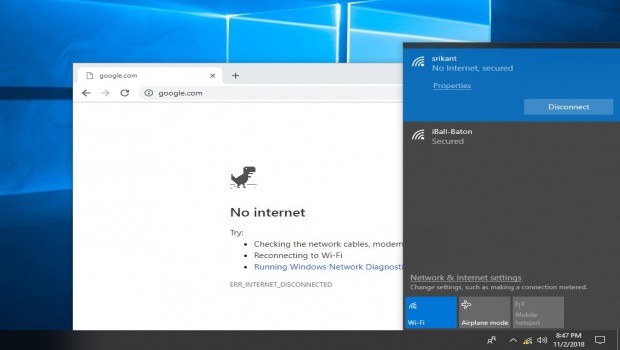 google.com
google.com
No internet
Try:
Checking the network cables, modem
Reconnecting to Wi-Fi
Running Windows Network Diagnosti
ERR_INTERNET_DISCONNECTED
srikant
No Internet, secured
Properties
Disconnect
iBall-Baton
Secured
Network & Internet settings
Change settings, such as making a connection metered.
Wi-Fi
Airplane mode
Mobile
hotspot
8:47 PM
11/2/2018